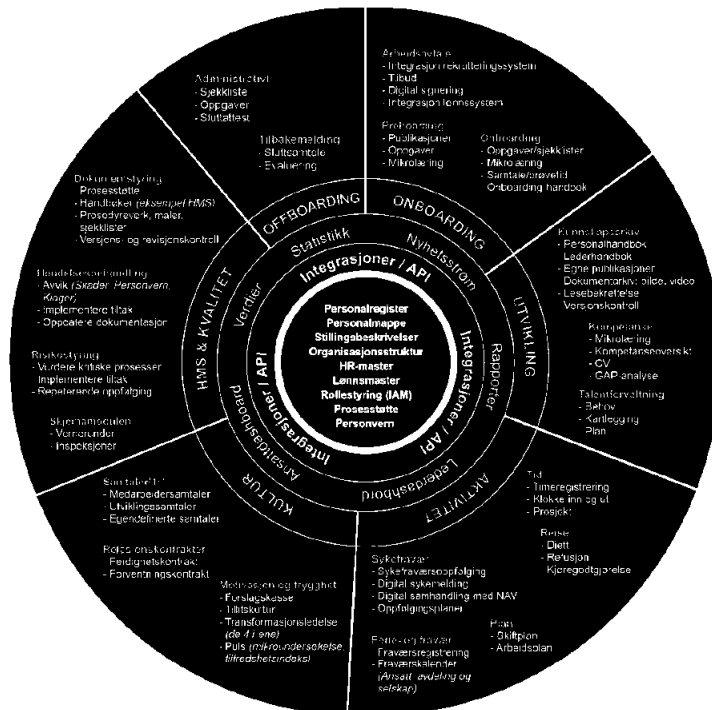 Administrativt
- Sjekkliste
- Oppgaver
- Sluttattest
Tilbakemelding
- Sluttsamtale
- Evaluering
Arbeidsavtale
- Integrasjon rekrutteringssystem
- Tilbud
- Digital signering
- Integrasjon lønnssystem
Preboarding
- Publikasjoner
- Oppgaver
- Mikrolæring
Onboarding
- Oppgaver/sjekklister
- Mikrolæring
- Samtale/prøvetid
Onboarding håndbok
Dokumentstyring
Prosesstøtte
- Håndbøker (eksempel HMS)
- Prosedyreverk, maler,
sjekklister
- Versjons- og revisjonskontroll
Hendelsesbehandling
- Avvik (Skader, Personvern,
Klager)
- Implementere tiltak
- Oppdatere dokumentasjon
Risikostyring
- Vurdere kritiske prosesser
Implementere tiltak
- Repeterende oppfølging
Skjemamodulen
- Vernerunder
- Inspeksjoner
OFFBOARDING
ONBOARDING
UTVIKLING
AKTIVITET
KULTUR
HMS & KVALITET
Statistikk
Nyhetsstrøm
Rapporter
Lederdashbord
Ansattdashboard
Verdier
Integrasjoner / API
Integrasjoner / API
Integrasjoner / API
Personalregister
Personalmappe
Stillingsbeskrivelser
Organisasjonsstruktur
HR-master
Lønnsmaster
Rollestyring (IAM)
Prosesstøtte
Personvern
Kunnskapsarkiv
- Personalhåndbok
Lederhåndbok
- Egne publikasjoner
Dokumentarkiv: bilde, video
- Lesebekreftelse
Versjonskontroll
Kompetanse
- Mikrolæring
- Kompetanseoversikt
- CV
- GAP-analyse
Talentforvaltning
- Behov
- Kartlegging
Plan
Samtaler
- Medarbeidersamtaler
- Utviklingssamtaler
- Egendefinerte samtaler
Relasjonskontrakter
Ferdighetskontrakt
- Forventningskontrakt
Motivasjon og trygghet
- Forslagskasse
- Tillitskultur
- Transformasjonsledelse
(de 4 i'ene)
- Puls (mikroundersøkelse,
tilfredshetsindeks)
Sykefravær
- Sykefraværsoppfølging
- Digital sykemelding
- Digital samhandling med NAV
- Oppfølgingsplaner
Ferie- og fravær
Fraværsregistrering
- Fraværskalender
(Ansatt, avdeling og
selskap)
Tid
- Timeregistrering
- Klokke inn og ut
- Prosjekt
Reise
- Diett
- Refusjon
Kjøregodtgjørelse
Plan
- Skiftplan
- Arbeidsplan